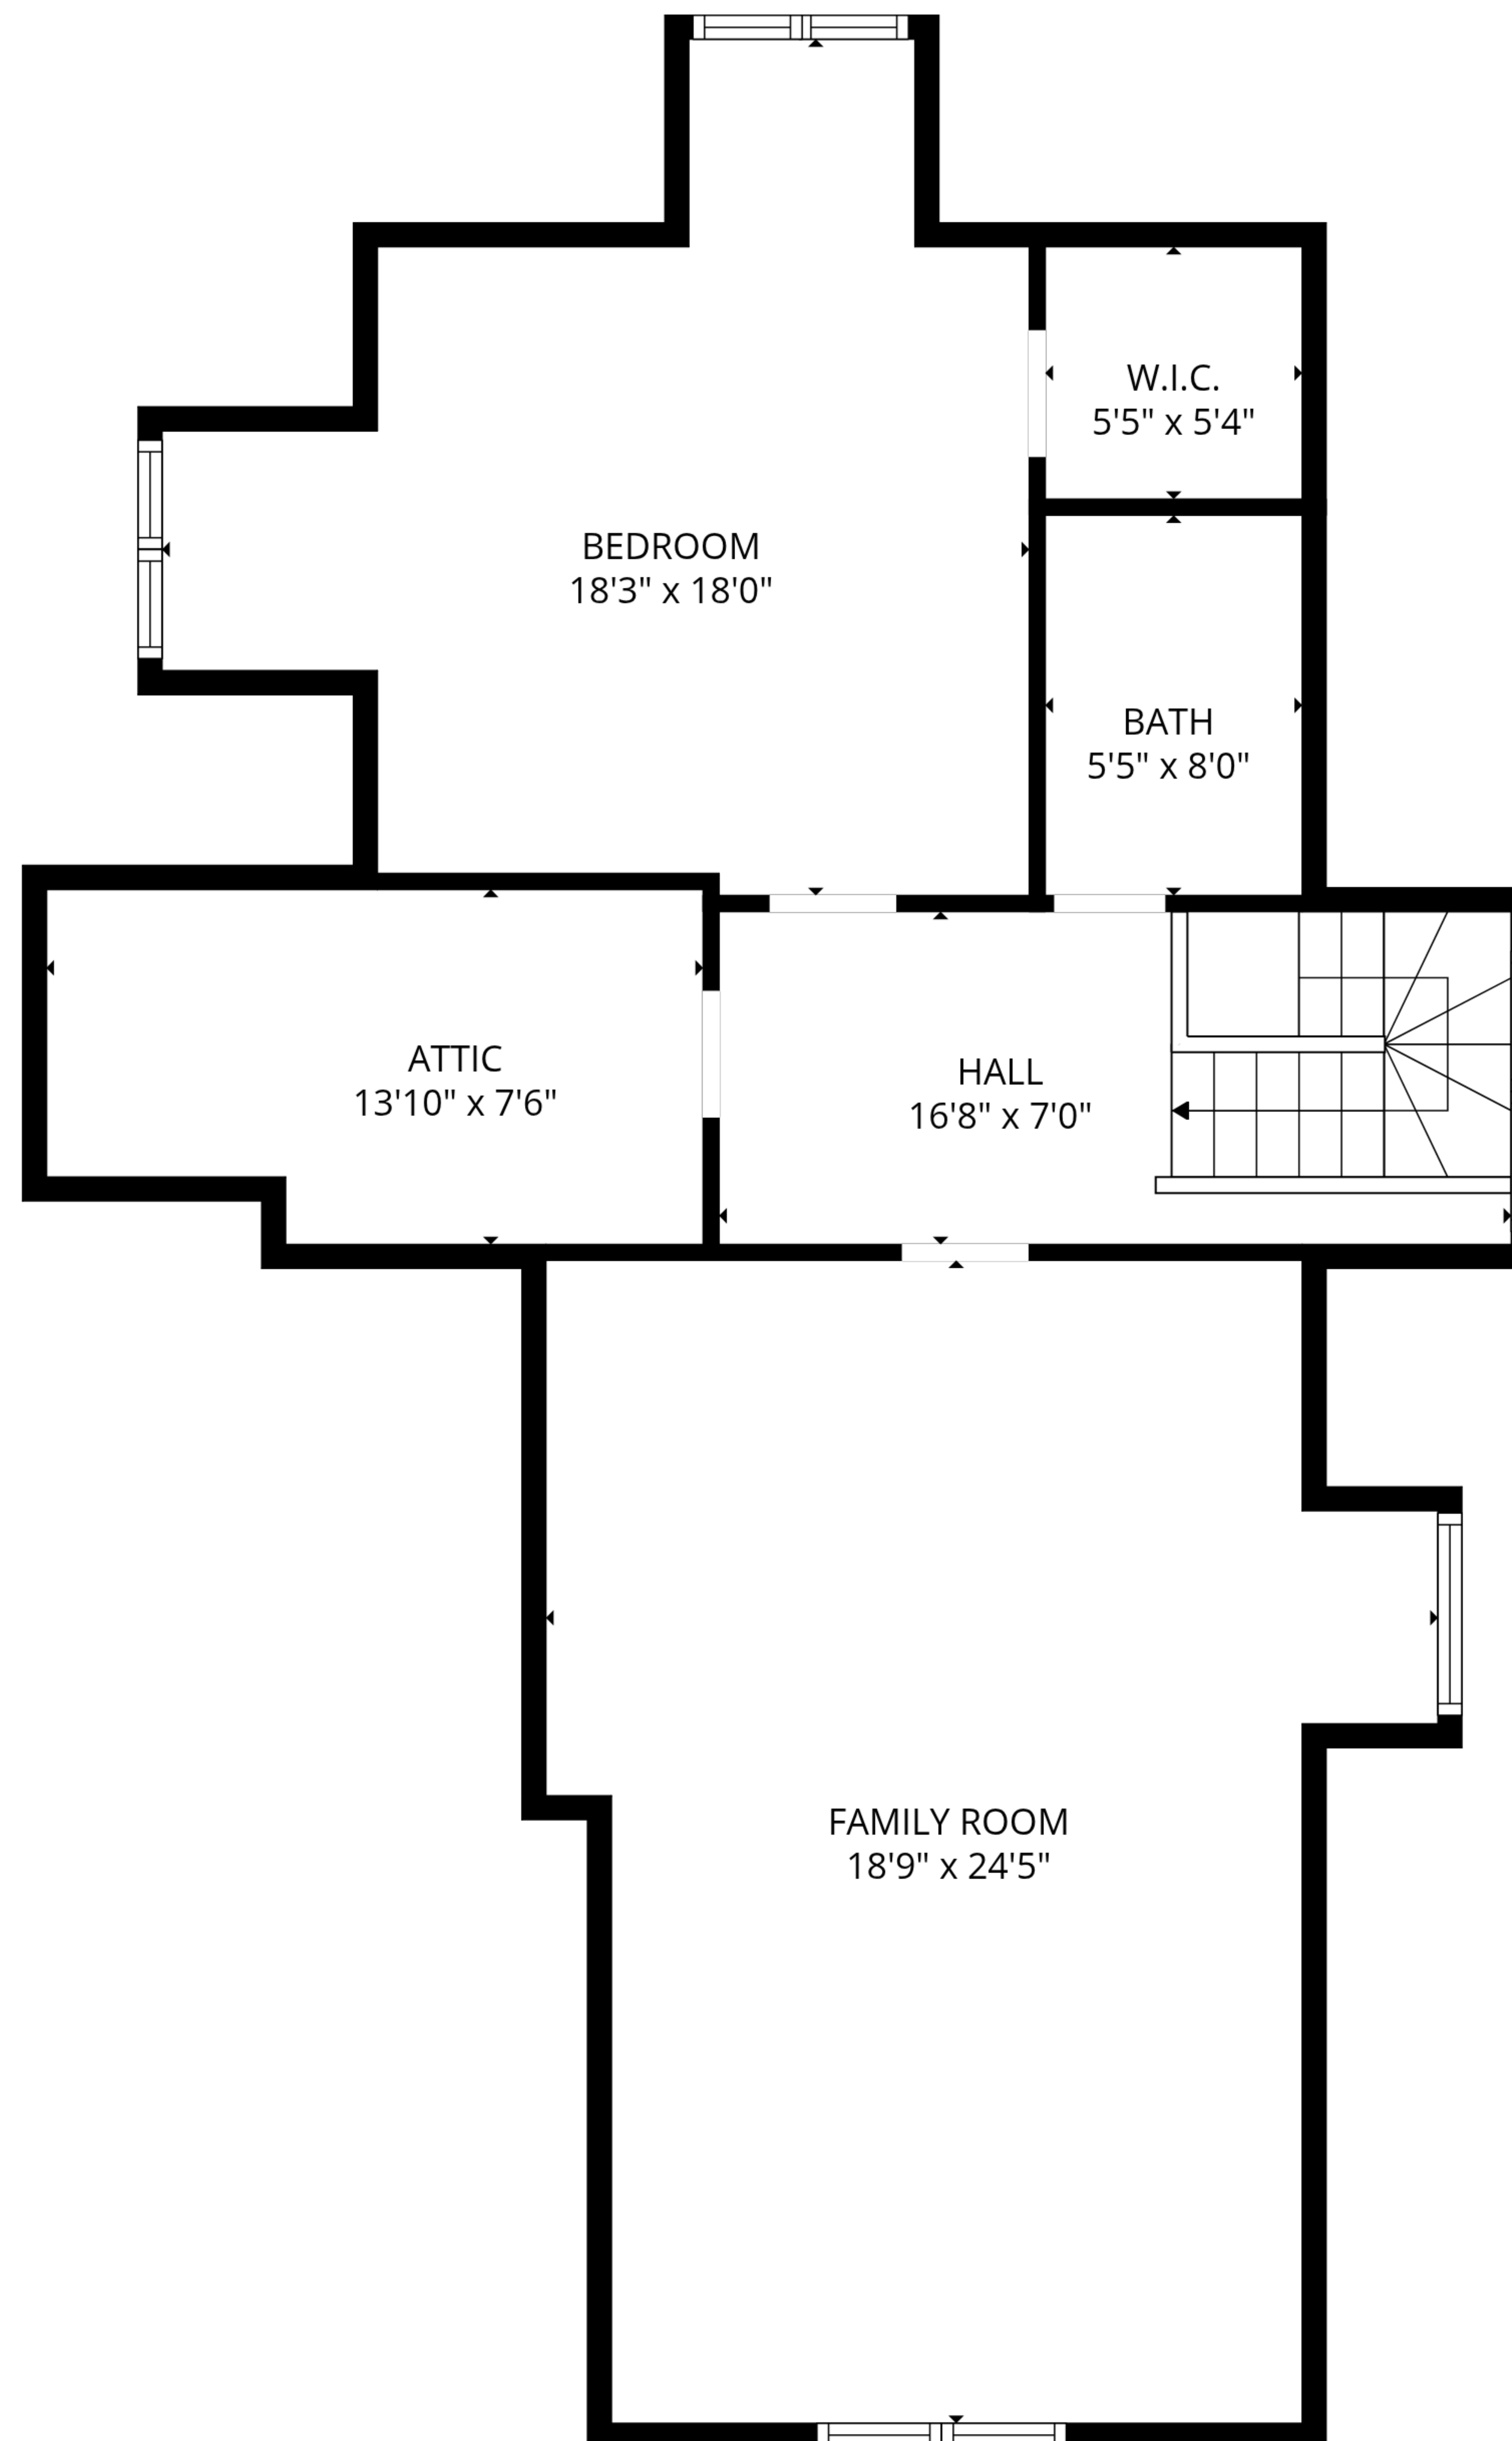 W.I.C.
5'5" x 5'4"
BEDROOM
18'3" x 18'0"
BATH
5'5" x 8'0"
ATTIC
13'10" x 7'6"
HALL
16'8" x 7'0"
FAMILY ROOM
18'9" x 24'5"